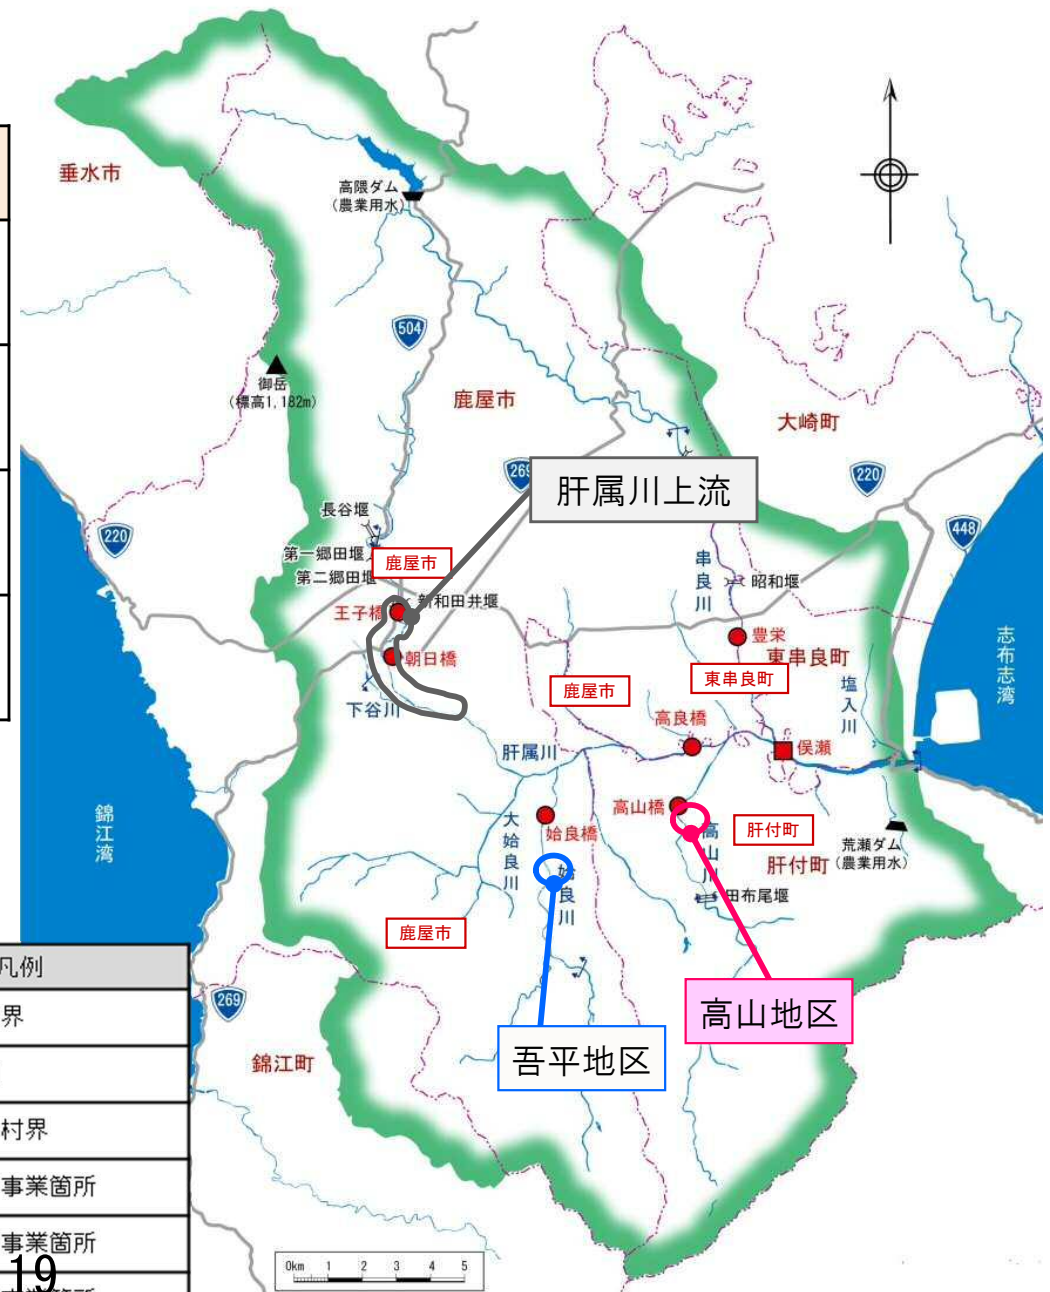 垂水市
高隈ダム
(農業用水)
504
御岳
(標高1,182m)
鹿屋市
大崎町
269
肝属川上流
220
448
220
長谷堰
第一郷田堰
第二郷田堰
鹿屋市
新和田井堰
王子橋
朝日橋
下谷川
串良川
昭和堰
豊栄
東串良町
東串良町
鹿屋市
塩入川
志布志湾
高良橋
俣瀬
肝属川
錦江湾
大姶良川
姶良橋
姶良川
高山橋
高山川
肝付町
肝付町
荒瀬ダム
(農業用水)
田布尾堰
鹿屋市
高山地区
吾平地区
269
錦江町
凡例
界
村界
事業箇所
事業箇所
19
0km 1 2 3 4 5